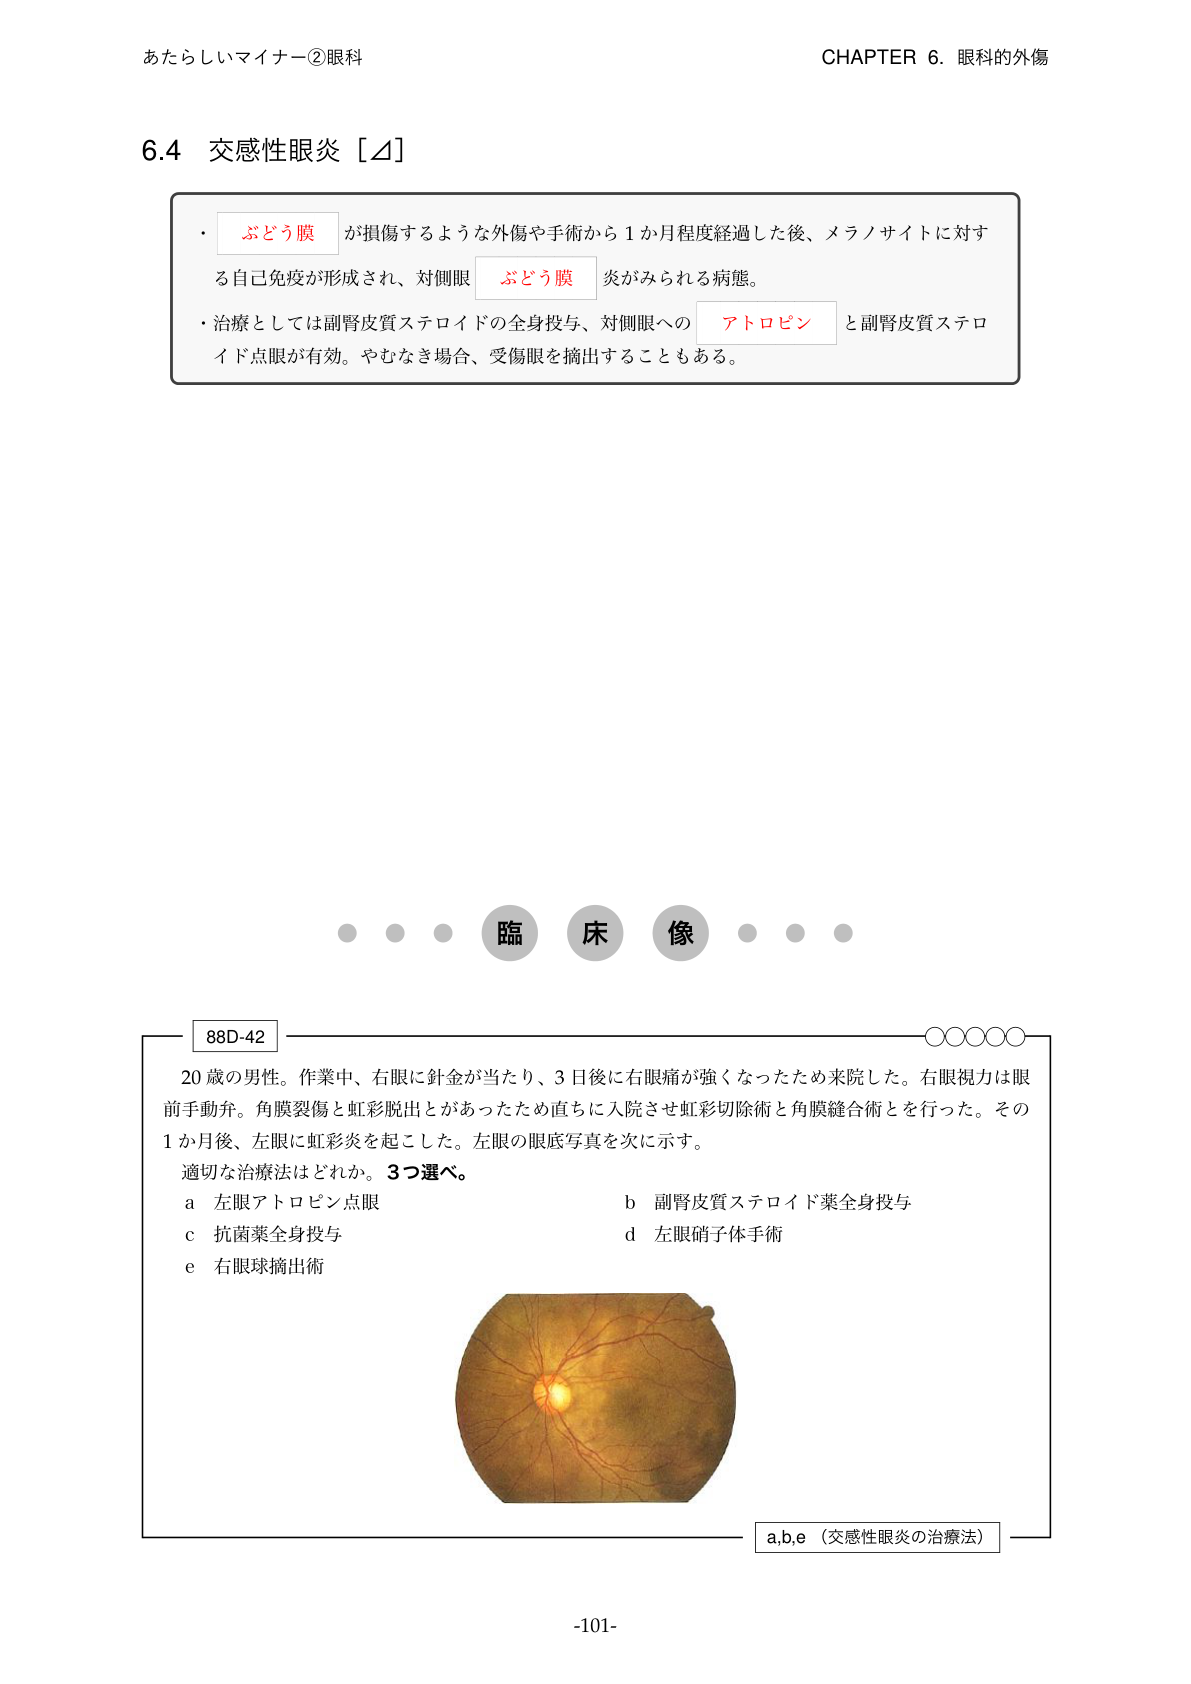 あたらしいマイナー②眼科 CHAPTER 6. 眼科的外傷
6.4 交感性眼炎［⊿］
・ ぶどう膜 が損傷するような外傷や手術から 1 か月程度経過した後、メラノサイトに対す
る自己免疫が形成され、対側眼 ぶどう膜 炎がみられる病態。
・治療としては副腎皮質ステロイドの全身投与、対側眼への アトロピン と副腎皮質ステロ
イド点眼が有効。やむなき場合、受傷眼を摘出することもある。
臨 床 像
88D-42 ○○○○○
20 歳の男性。作業中、右眼に針金が当たり、3 日後に右眼痛が強くなったため来院した。右眼視力は眼
前手動弁。角膜裂傷と虹彩脱出とがあったため直ちに入院させ虹彩切除術と角膜縫合術とを行った。その
1 か月後、左眼に虹彩炎を起こした。左眼の眼底写真を次に示す。
適切な治療法はどれか。3つ選べ。
a 左眼アトロピン点眼 b 副腎皮質ステロイド薬全身投与
c 抗菌薬全身投与 d 左眼硝子体手術
e 右眼球摘出術
a,b,e （交感性眼炎の治療法）
-101-